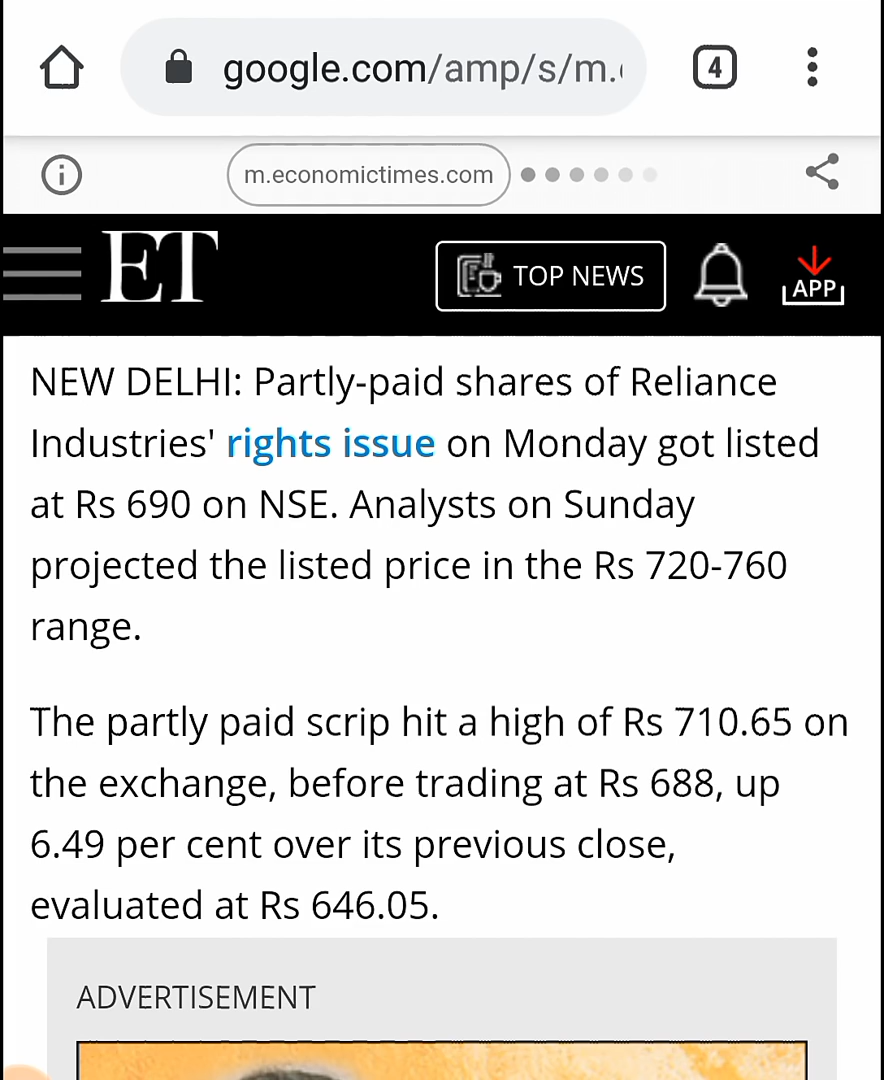 google.com/amp/s/m.
4
m.economictimes.com
ET
TOP NEWS
APP
NEW DELHI: Partly-paid shares of Reliance
Industries' rights issue on Monday got listed
at Rs 690 on NSE. Analysts on Sunday
projected the listed price in the Rs 720-760
range.
The partly paid scrip hit a high of Rs 710.65 on
the exchange, before trading at Rs 688, up
6.49 per cent over its previous close,
evaluated at Rs 646.05.
ADVERTISEMENT